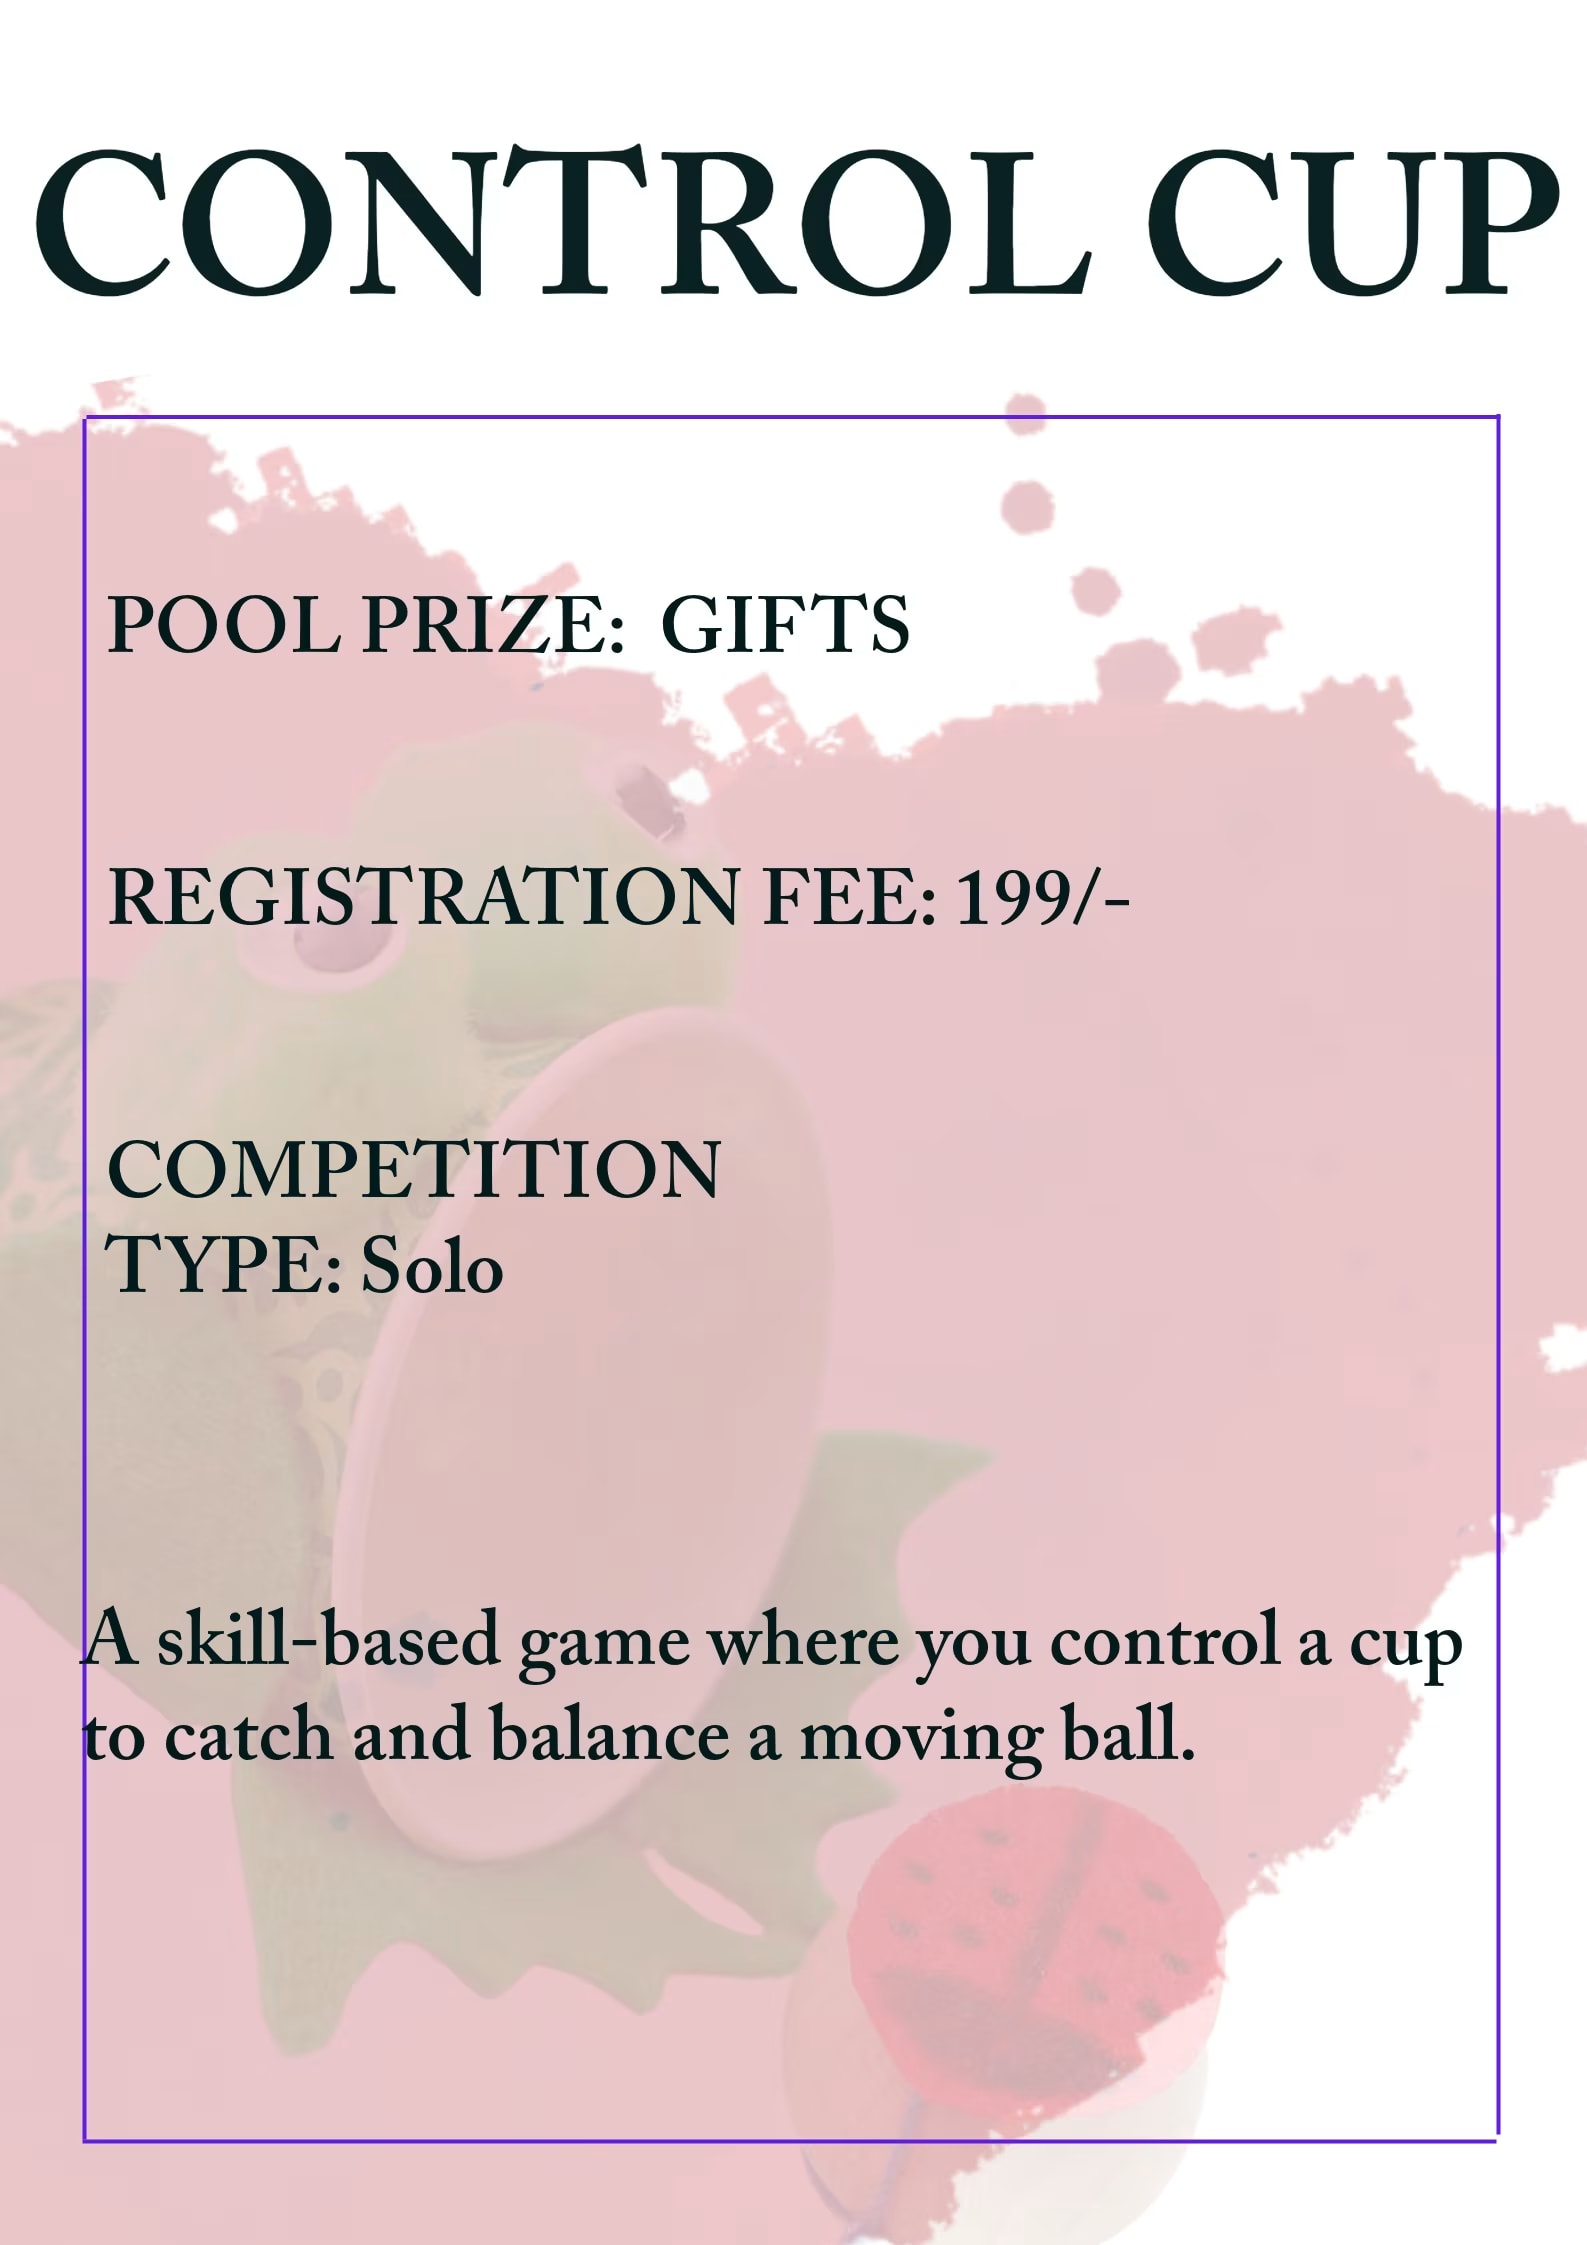 CONTROL CUP
POOL PRIZE: GIFTS
REGISTRATION FEE: 199/-
COMPETITION
TYPE: Solo
A skill-based game where you control a cup
to catch and balance a moving ball.